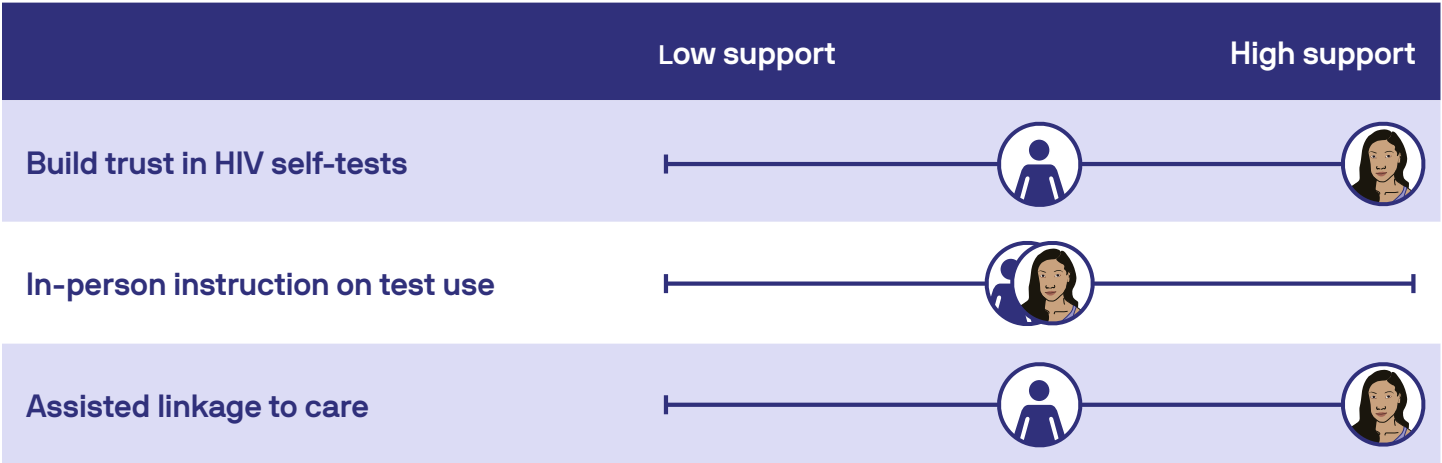 Low support High support
Build trust in HIV self-tests
In-person instruction on test use
Assisted linkage to care